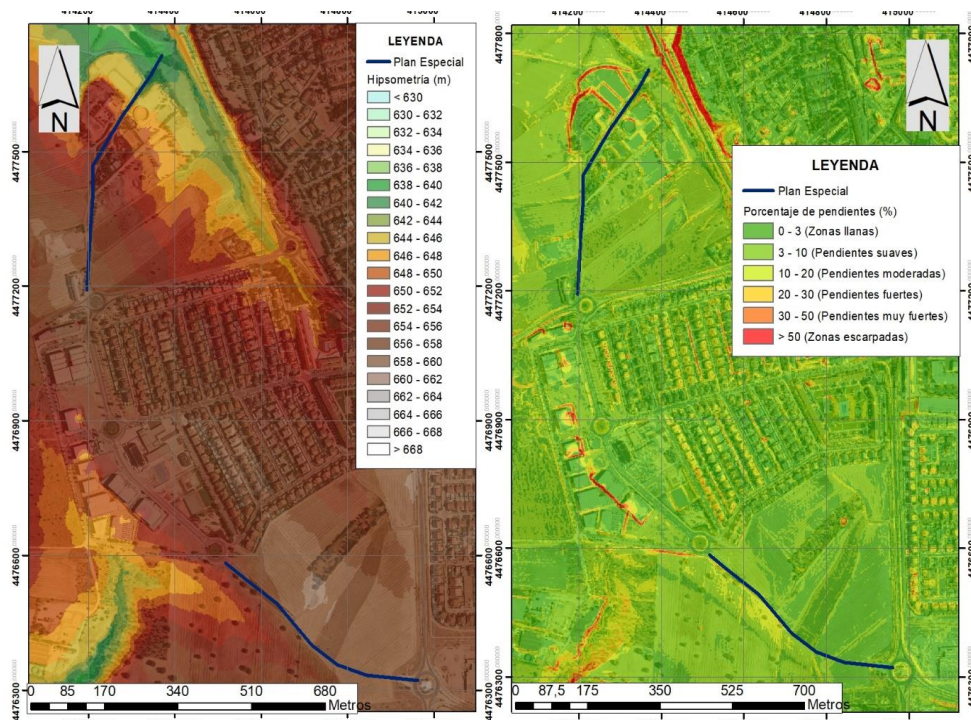 414200
414400
414600
414800
415000
4477500
4477200
4476900
4476600
4476300
N
LEYENDA
Plan Especial
Hipsometría (m)
< 630
630 - 632
632 - 634
634 - 636
636 - 638
638 - 640
640 - 642
642 - 644
644 - 646
646 - 648
648 - 650
650 - 652
652 - 654
654 - 656
656 - 658
658 - 660
660 - 662
662 - 664
664 - 666
666 - 668
> 668
0 85 170 340 510 680
Metros
414200
414400
414600
414800
415000
4477800
4477500
4477200
4476900
4476600
4476300
N
LEYENDA
Plan Especial
Porcentaje de pendientes (%)
0 - 3 (Zonas llanas)
3 - 10 (Pendientes suaves)
10 - 20 (Pendientes moderadas)
20 - 30 (Pendientes fuertes)
30 - 50 (Pendientes muy fuertes)
> 50 (Zonas escarpadas)
0 87,5 175 350 525 700
Metros